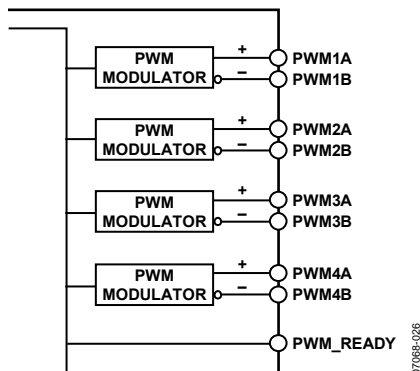 PWM
MODULATOR
+
−
PWM1A
PWM1B
PWM
MODULATOR
+
−
PWM2A
PWM2B
PWM
MODULATOR
+
−
PWM3A
PWM3B
PWM
MODULATOR
+
−
PWM4A
PWM4B
PWM_READY
07068-026